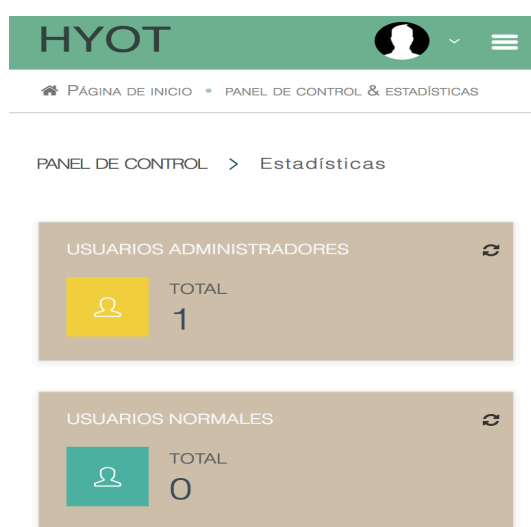 HYOT
PÁGINA DE INICIO • PANEL DE CONTROL & ESTADÍSTICAS
PANEL DE CONTROL > Estadísticas
USUARIOS ADMINISTRADORES
TOTAL
1
USUARIOS NORMALES
TOTAL
0